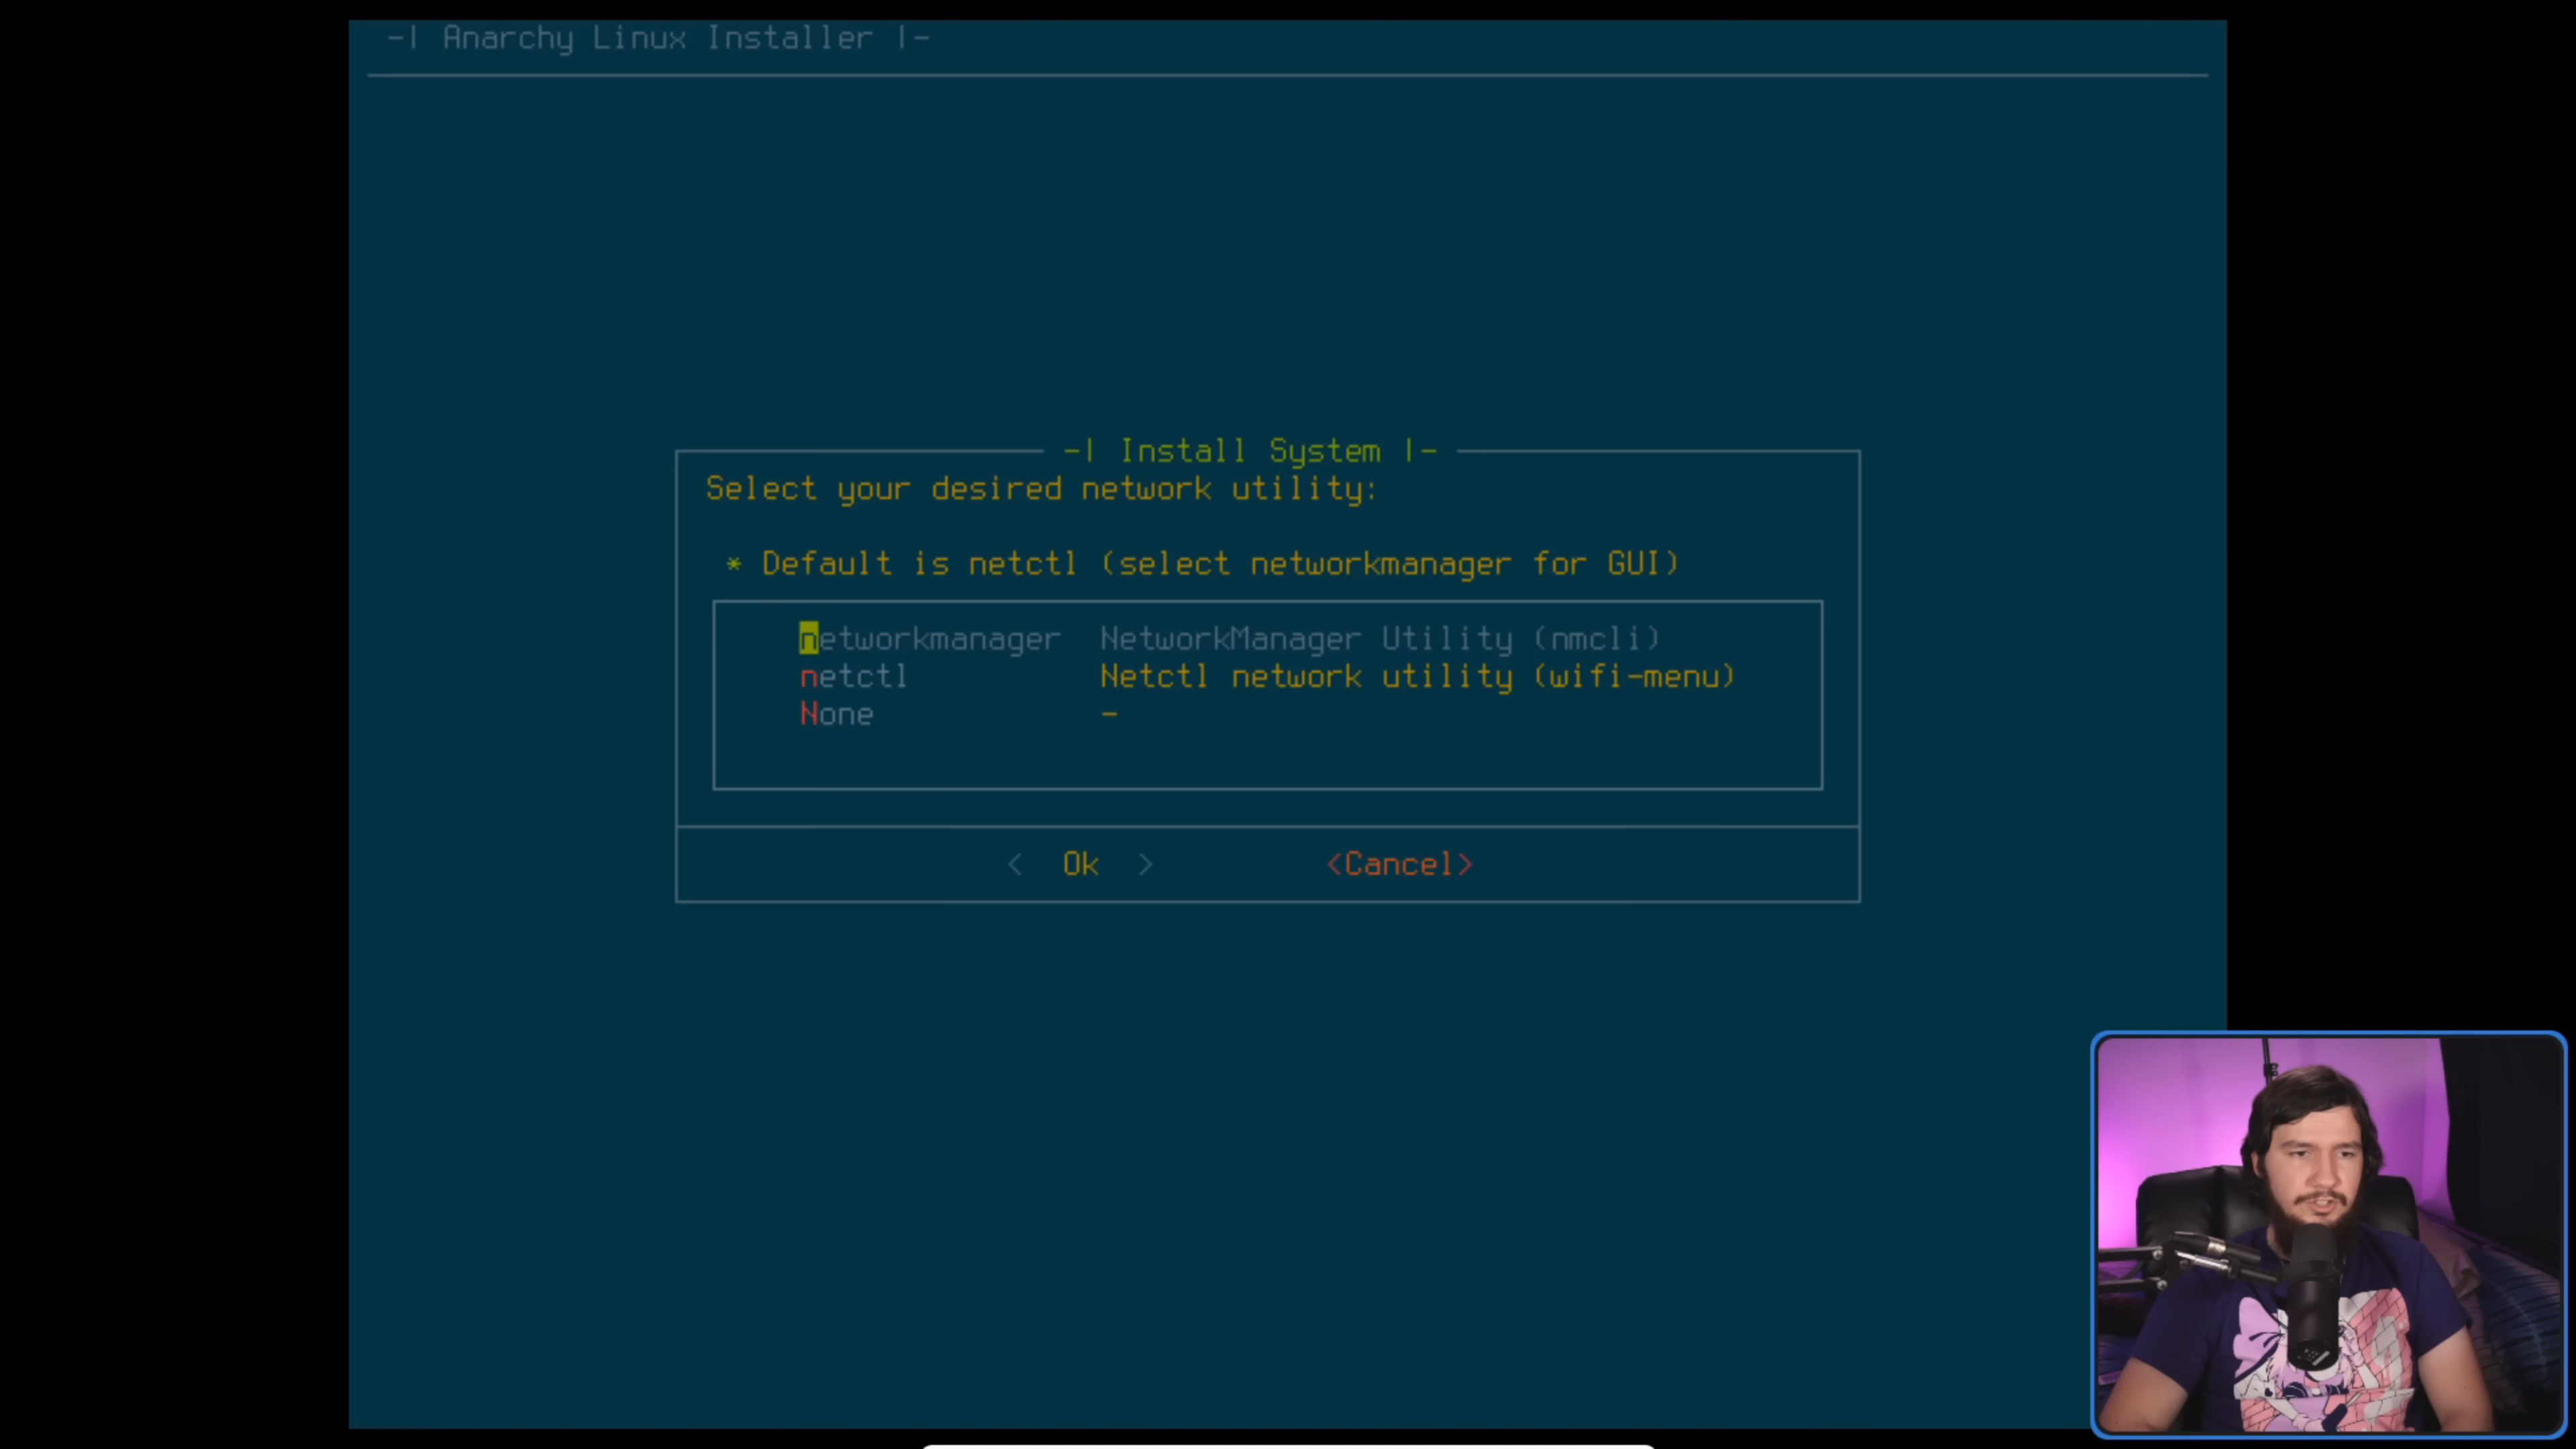 -| Anarchy Linux Installer |-
-| Install System |-
Select your desired network utility:
* Default is netctl (select networkmanager for GUI)
networkmanager NetworkManager Utility (nmcli)
netctl Netctl network utility (wifi-menu)
None -
< Ok > <Cancel>